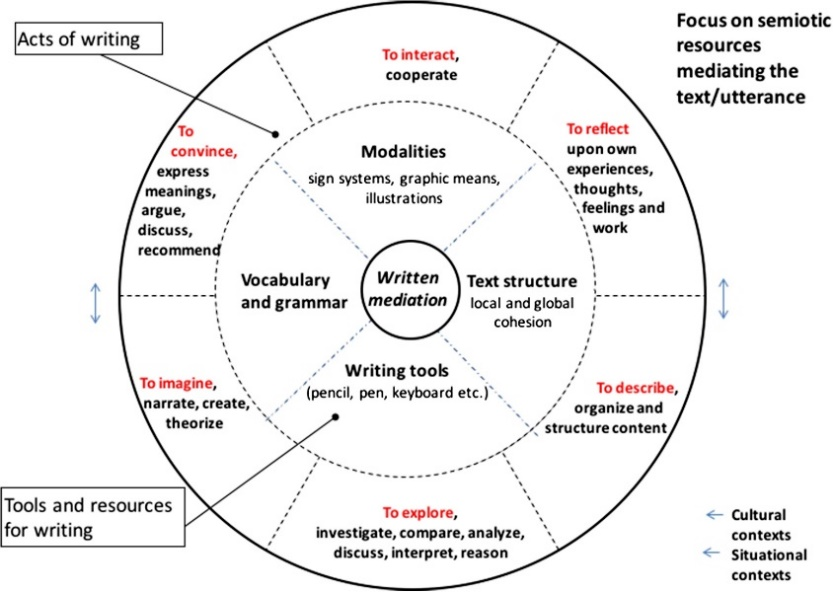 Acts of writing
Focus on semiotic
resources
mediating the
text/utterance
To interact,
cooperate
To
convince,
express
meanings,
argue,
discuss,
recommend
To reflect
upon own
experiences,
thoughts,
feelings and
work
Modalities
sign systems, graphic means,
illustrations
Vocabulary
and grammar
Written
mediation
Text structure
local and global
cohesion
Writing tools
(pencil, pen, keyboard etc.)
To imagine,
narrate, create,
theorize
To describe,
organize and
structure content
Tools and resources
for writing
To explore,
investigate, compare, analyze,
discuss, interpret, reason
Cultural
contexts
Situational
contexts